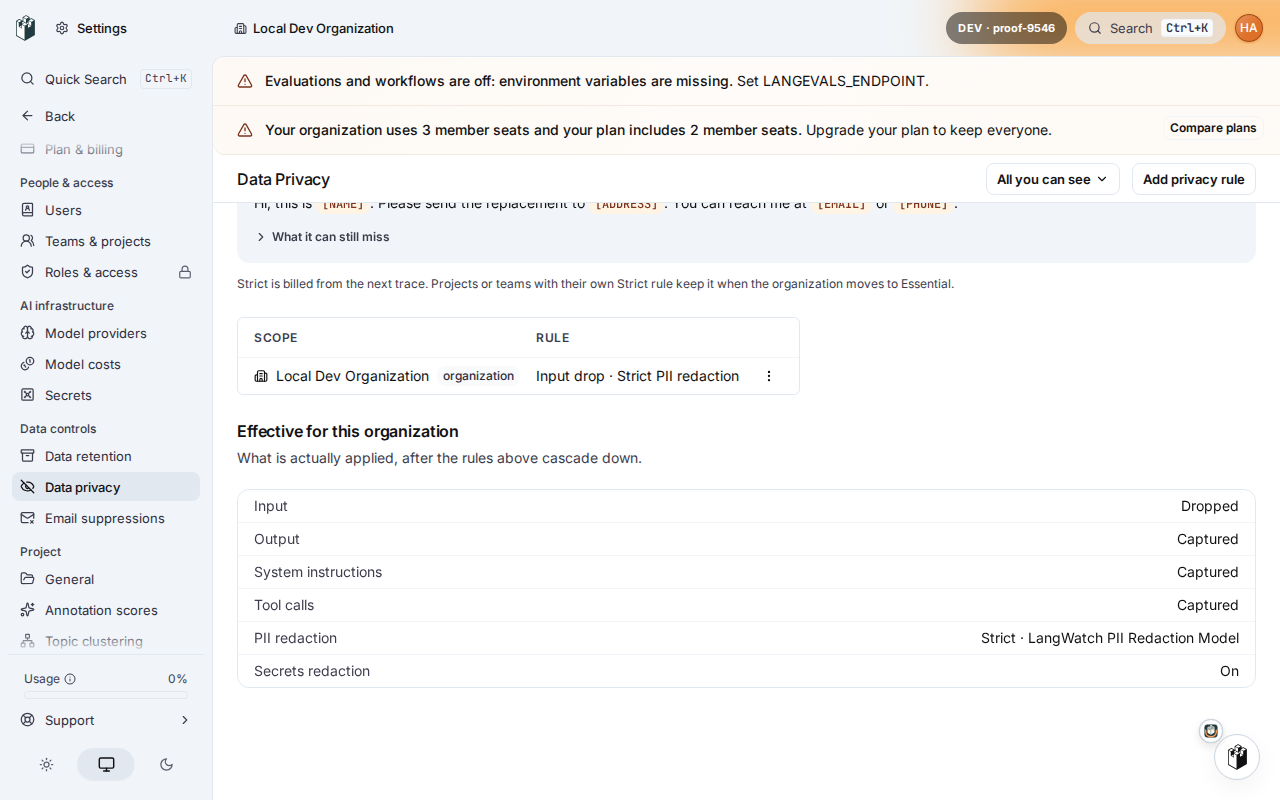 Settings
Local Dev Organization
DEV · proof-9546
Search Ctrl+K
HA
Quick Search Ctrl+K
Back
Plan & billing
People & access
Users
Teams & projects
Roles & access
AI infrastructure
Model providers
Model costs
Secrets
Data controls
Data retention
Data privacy
Email suppressions
Project
General
Annotation scores
Topic clustering
Usage 0%
Support
Evaluations and workflows are off: environment variables are missing. Set LANGEVALS_ENDPOINT.
Your organization uses 3 member seats and your plan includes 2 member seats. Upgrade your plan to keep everyone.
Compare plans
Data Privacy
All you can see
Add privacy rule
Hi, this is [NAME] . Please send the replacement to [ADDRESS] . You can reach me at [EMAIL] or [PHONE] .
What it can still miss
Strict is billed from the next trace. Projects or teams with their own Strict rule keep it when the organization moves to Essential.
SCOPE RULE
Local Dev Organization organization Input drop · Strict PII redaction
Effective for this organization
What is actually applied, after the rules above cascade down.
Input Dropped
Output Captured
System instructions Captured
Tool calls Captured
PII redaction Strict · LangWatch PII Redaction Model
Secrets redaction On